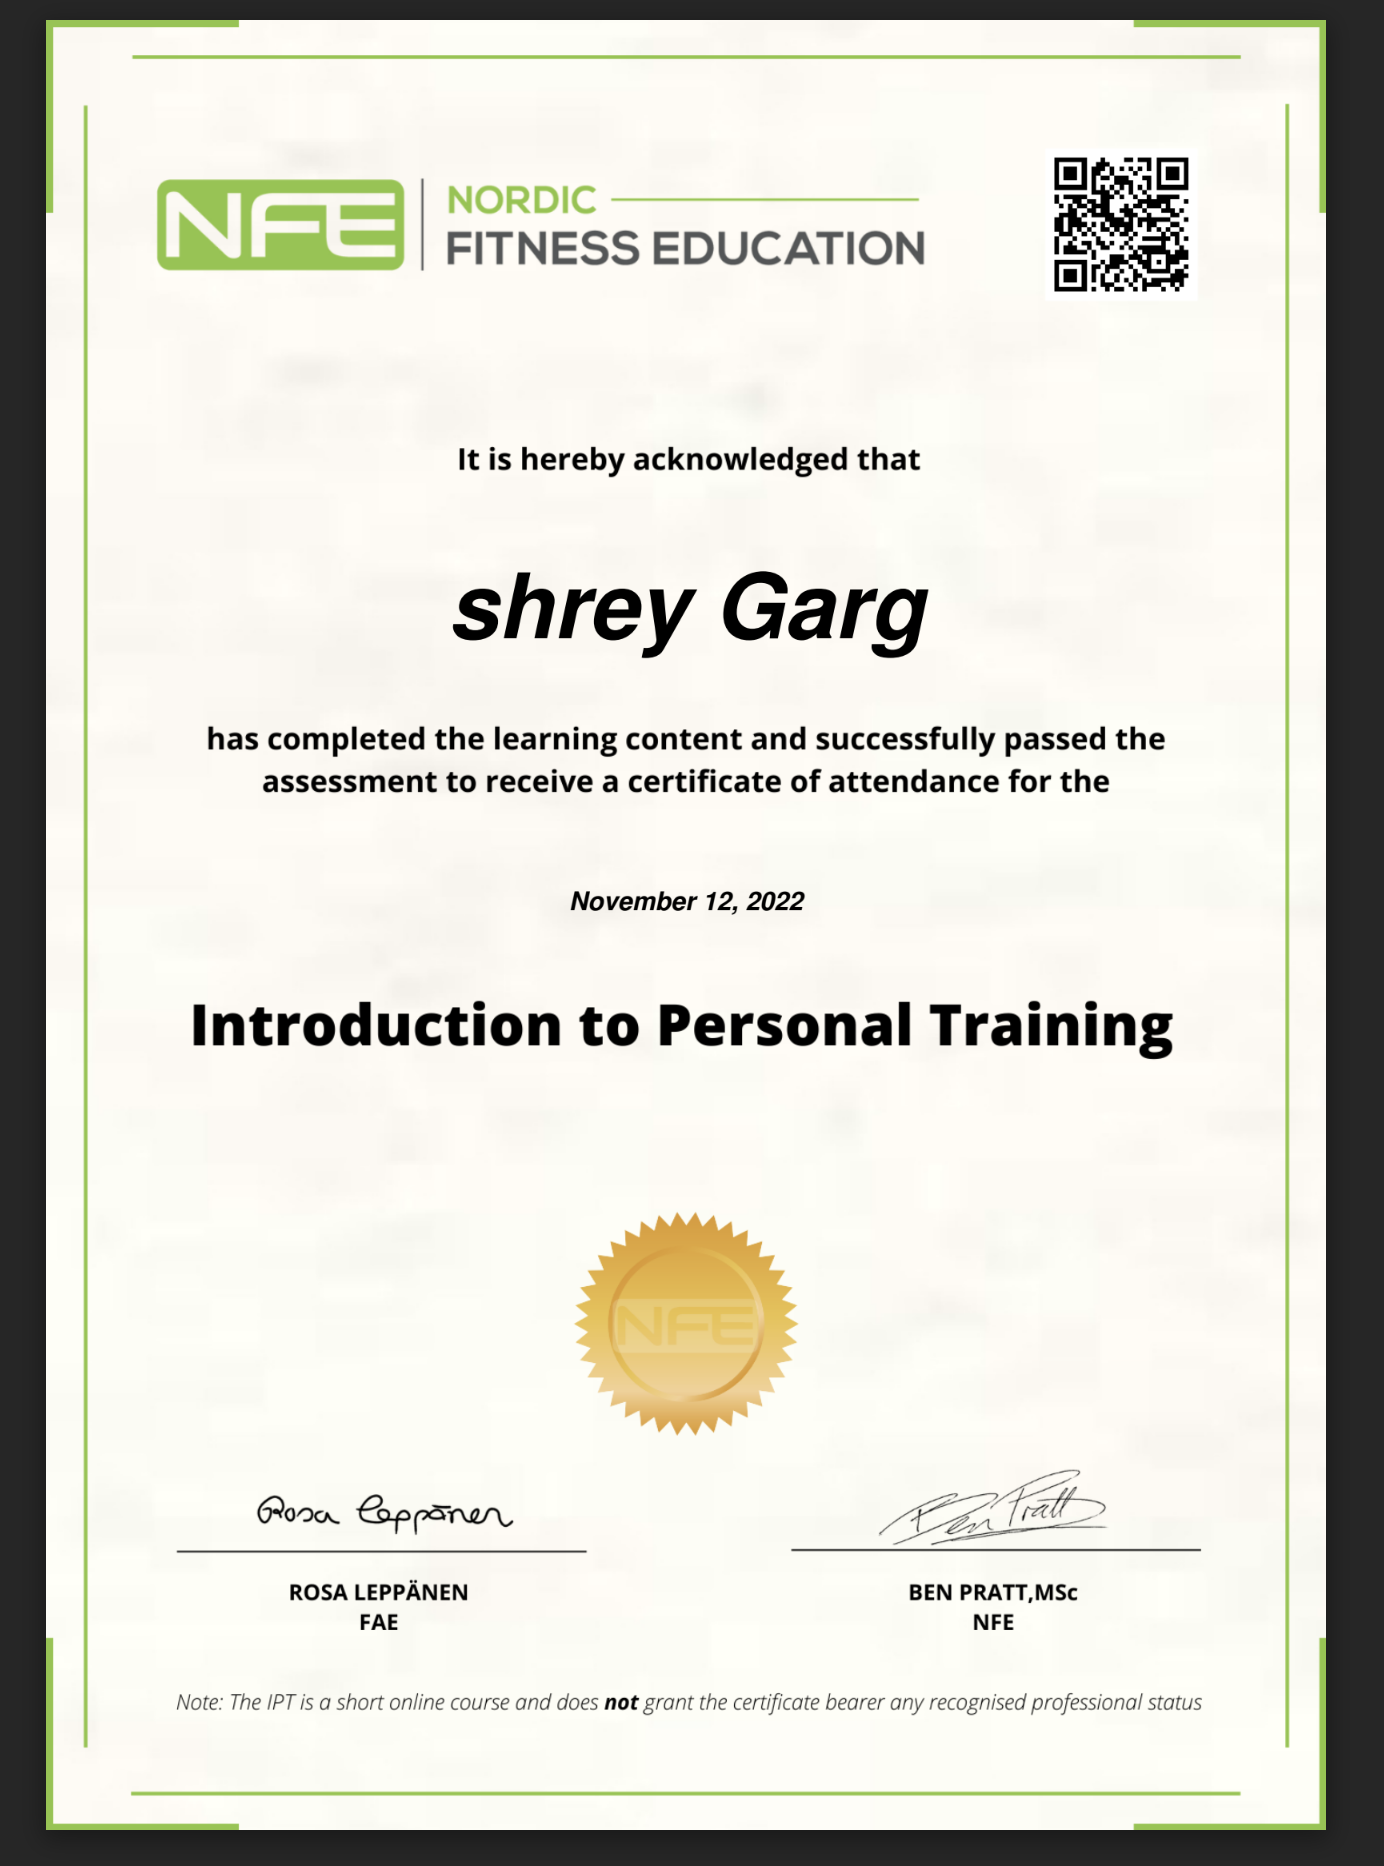 NFE
NORDIC
FITNESS EDUCATION
It is hereby acknowledged that
shrey Garg
has completed the learning content and successfully passed the
assessment to receive a certificate of attendance for the
November 12, 2022
Introduction to Personal Training
NFE
Rosa Leppänen
Ben Pratt
ROSA LEPPÄNEN
FAE
BEN PRATT,MSc
NFE
Note: The IPT is a short online course and does not grant the certificate bearer any recognised professional status